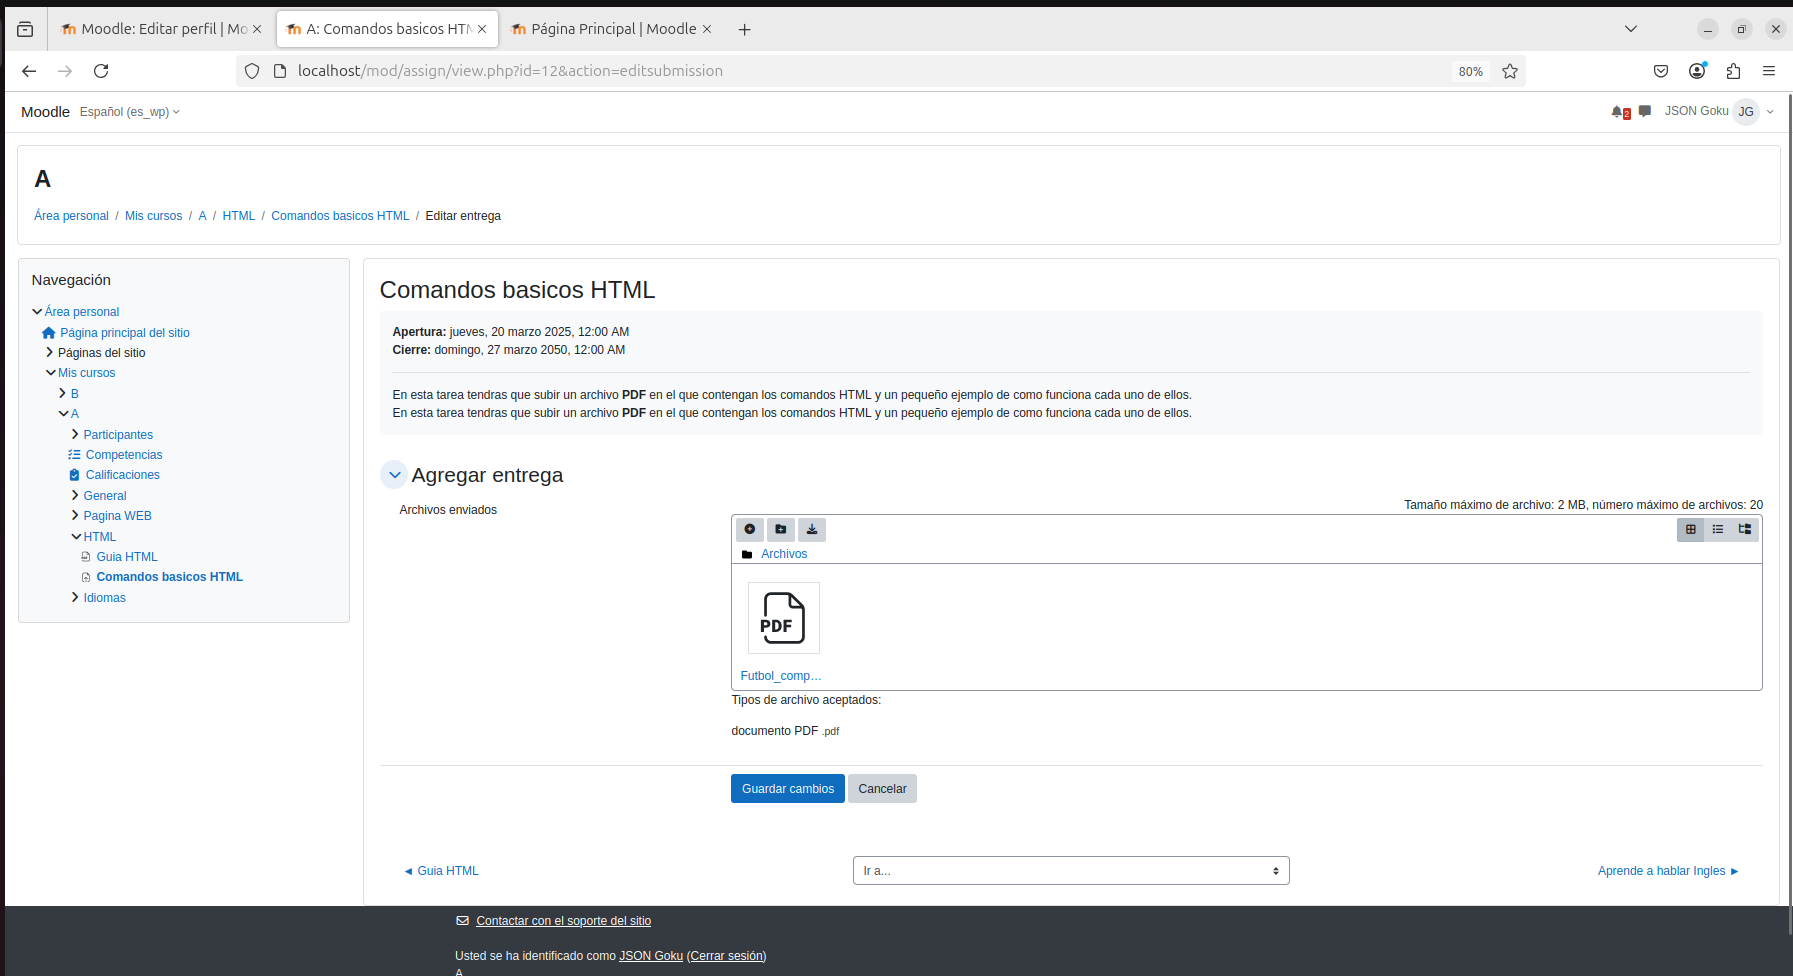 Moodle: Editar perfil | Mo
A: Comandos basicos HTM
Página Principal | Moodle
localhost/mod/assign/view.php?id=12&action=editsubmission
80%
Moodle
Español (es_wp)
2
JSON Goku
JG
A
Área personal / Mis cursos / A / HTML / Comandos basicos HTML / Editar entrega
Navegación
Área personal
Página principal del sitio
Páginas del sitio
Mis cursos
B
A
Participantes
Competencias
Calificaciones
General
Pagina WEB
HTML
Guia HTML
Comandos basicos HTML
Idiomas
Comandos basicos HTML
Apertura: jueves, 20 marzo 2025, 12:00 AM
Cierre: domingo, 27 marzo 2050, 12:00 AM
En esta tarea tendras que subir un archivo PDF en el que contengan los comandos HTML y un pequeño ejemplo de como funciona cada uno de ellos.
En esta tarea tendras que subir un archivo PDF en el que contengan los comandos HTML y un pequeño ejemplo de como funciona cada uno de ellos.
Agregar entrega
Archivos enviados
Tamaño máximo de archivo: 2 MB, número máximo de archivos: 20
Archivos
PDF
Futbol_comp...
Tipos de archivo aceptados:
documento PDF .pdf
Guardar cambios
Cancelar
◄ Guia HTML
Ir a...
Aprende a hablar Ingles ►
Contactar con el soporte del sitio
Usted se ha identificado como JSON Goku (Cerrar sesión)
A